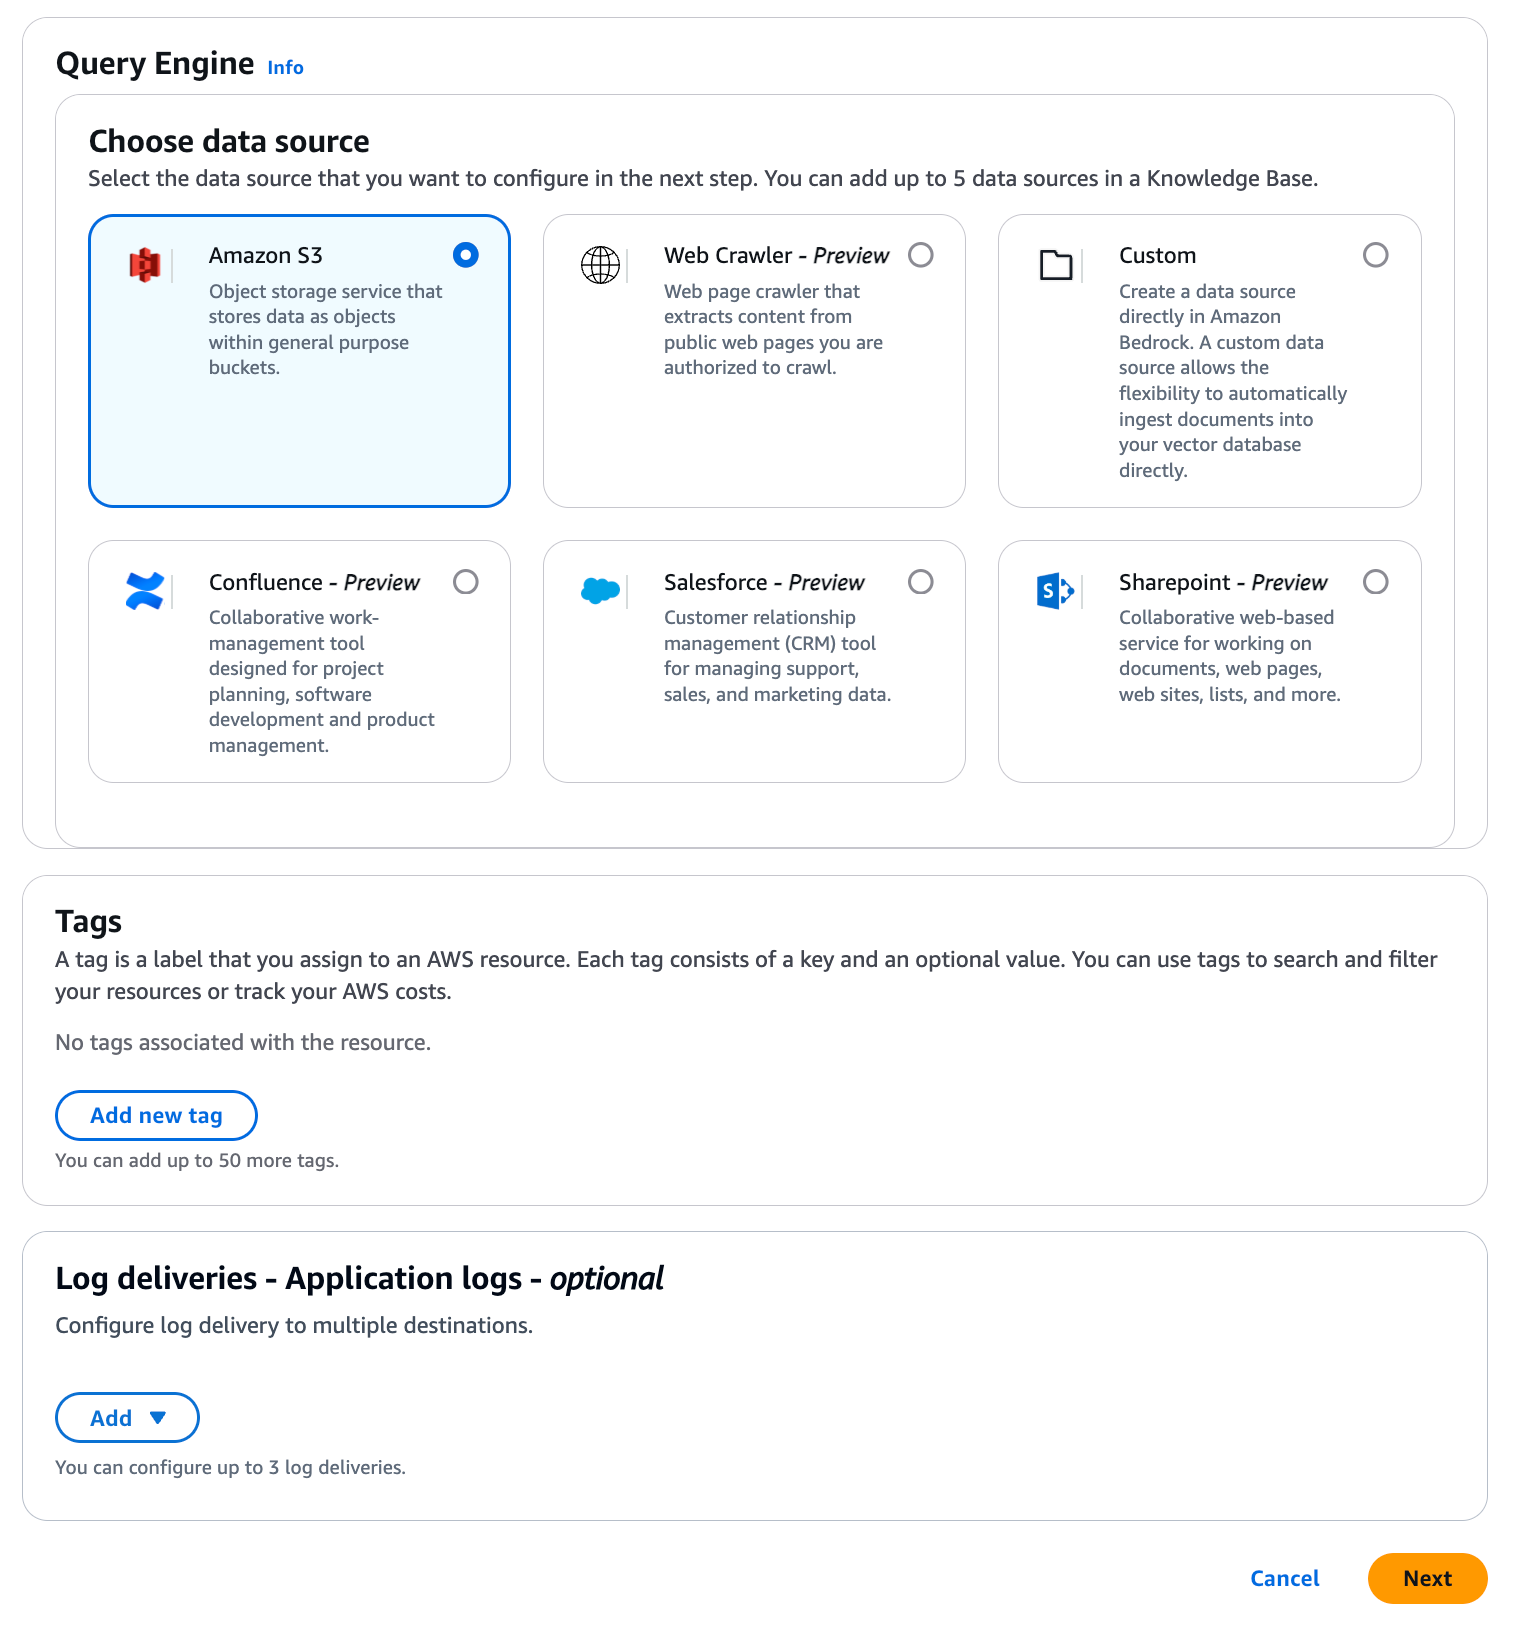 Query Engine Info
Choose data source
Select the data source that you want to configure in the next step. You can add up to 5 data sources in a Knowledge Base.
Amazon S3
Object storage service that
stores data as objects
within general purpose
buckets.
Web Crawler - Preview
Web page crawler that
extracts content from
public web pages you are
authorized to crawl.
Custom
Create a data source
directly in Amazon
Bedrock. A custom data
source allows the
flexibility to automatically
ingest documents into
your vector database
directly.
Confluence - Preview
Collaborative work-
management tool
designed for project
planning, software
development and product
management.
Salesforce - Preview
Customer relationship
management (CRM) tool
for managing support,
sales, and marketing data.
S
Sharepoint - Preview
Collaborative web-based
service for working on
documents, web pages,
web sites, lists, and more.
Tags
A tag is a label that you assign to an AWS resource. Each tag consists of a key and an optional value. You can use tags to search and filter
your resources or track your AWS costs.
No tags associated with the resource.
Add new tag
You can add up to 50 more tags.
Log deliveries - Application logs - optional
Configure log delivery to multiple destinations.
Add
You can configure up to 3 log deliveries.
Cancel
Next